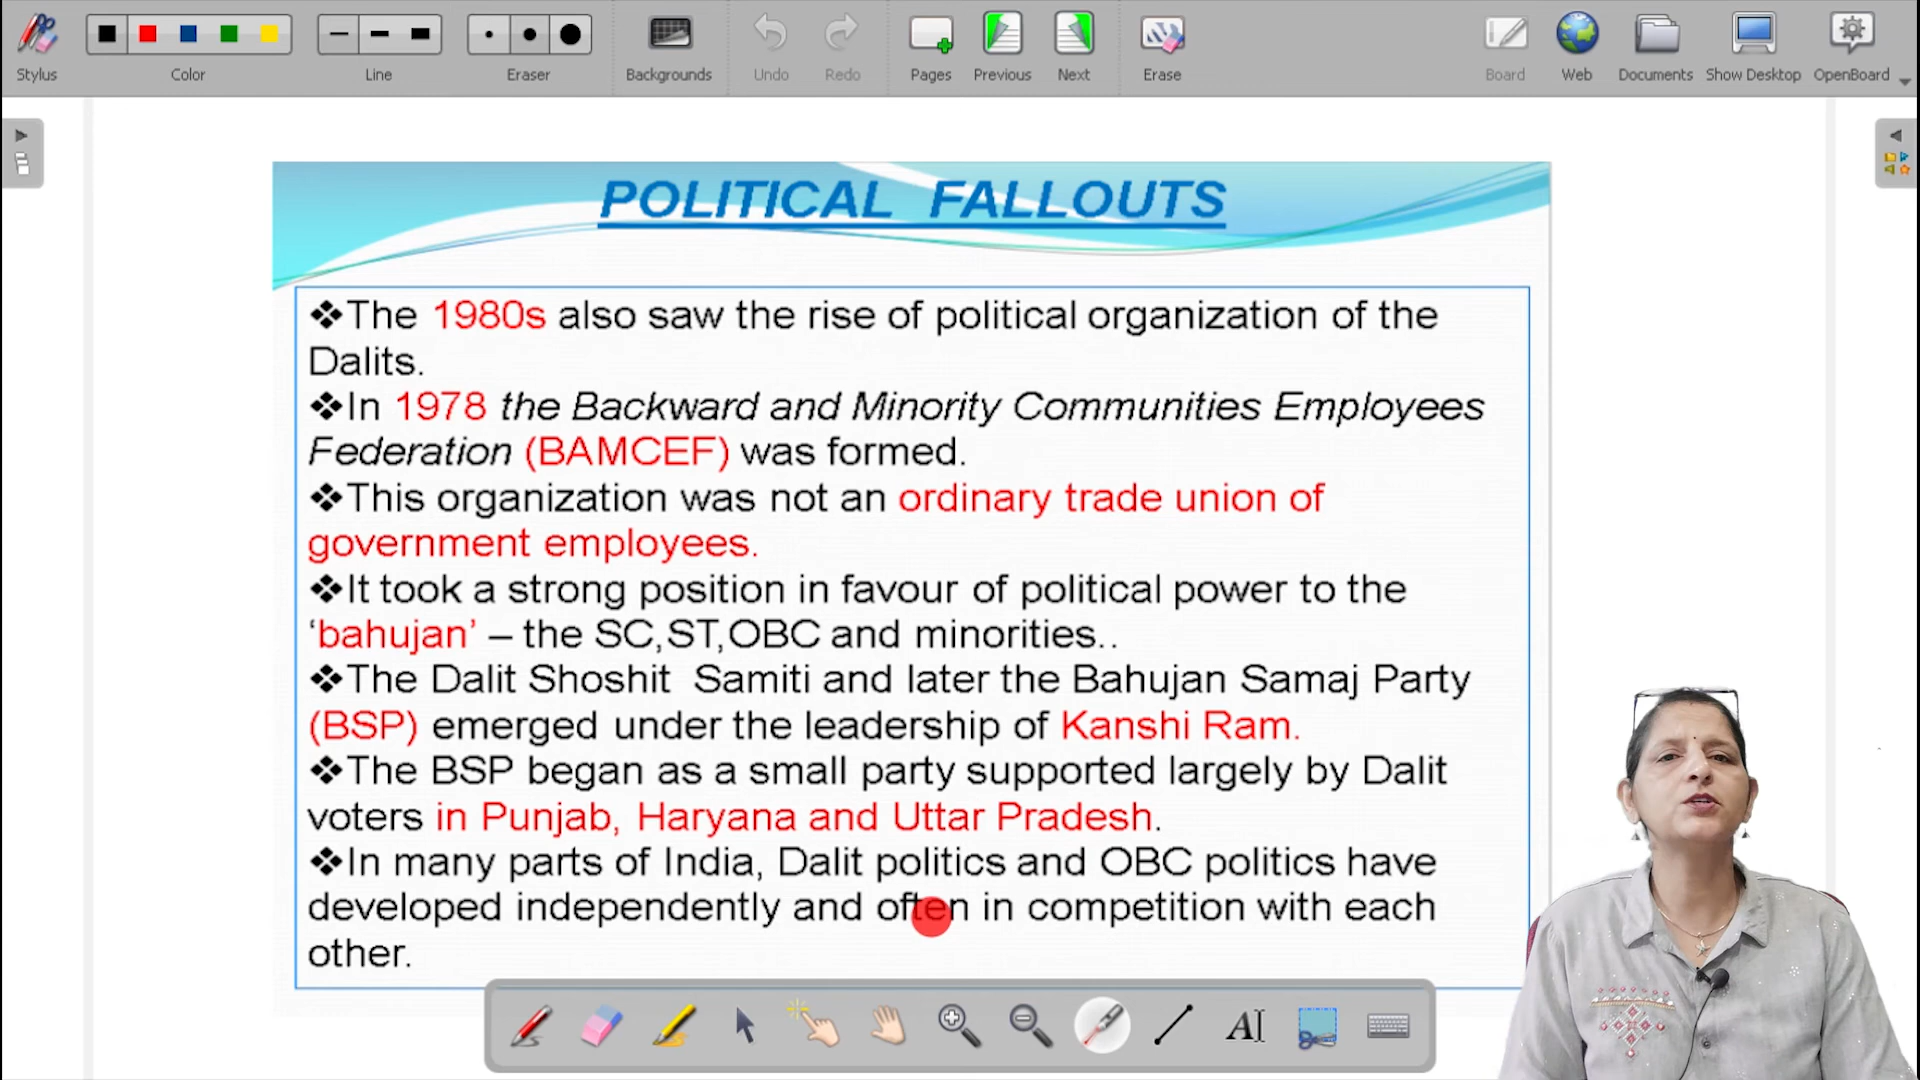 Stylus
Color
Line
Eraser
Backgrounds
Undo
Redo
Pages
Previous
Next
Erase
Board
Web
Documents
Show Desktop
OpenBoard
POLITICAL FALLOUTS
❖The 1980s also saw the rise of political organization of the
Dalits.
❖In 1978 the Backward and Minority Communities Employees
Federation (BAMCEF) was formed.
❖This organization was not an ordinary trade union of
government employees.
❖It took a strong position in favour of political power to the
‘bahujan’ – the SC,ST,OBC and minorities..
❖The Dalit Shoshit Samiti and later the Bahujan Samaj Party
(BSP) emerged under the leadership of Kanshi Ram.
❖The BSP began as a small party supported largely by Dalit
voters in Punjab, Haryana and Uttar Pradesh.
❖In many parts of India, Dalit politics and OBC politics have
developed independently and often in competition with each
other.